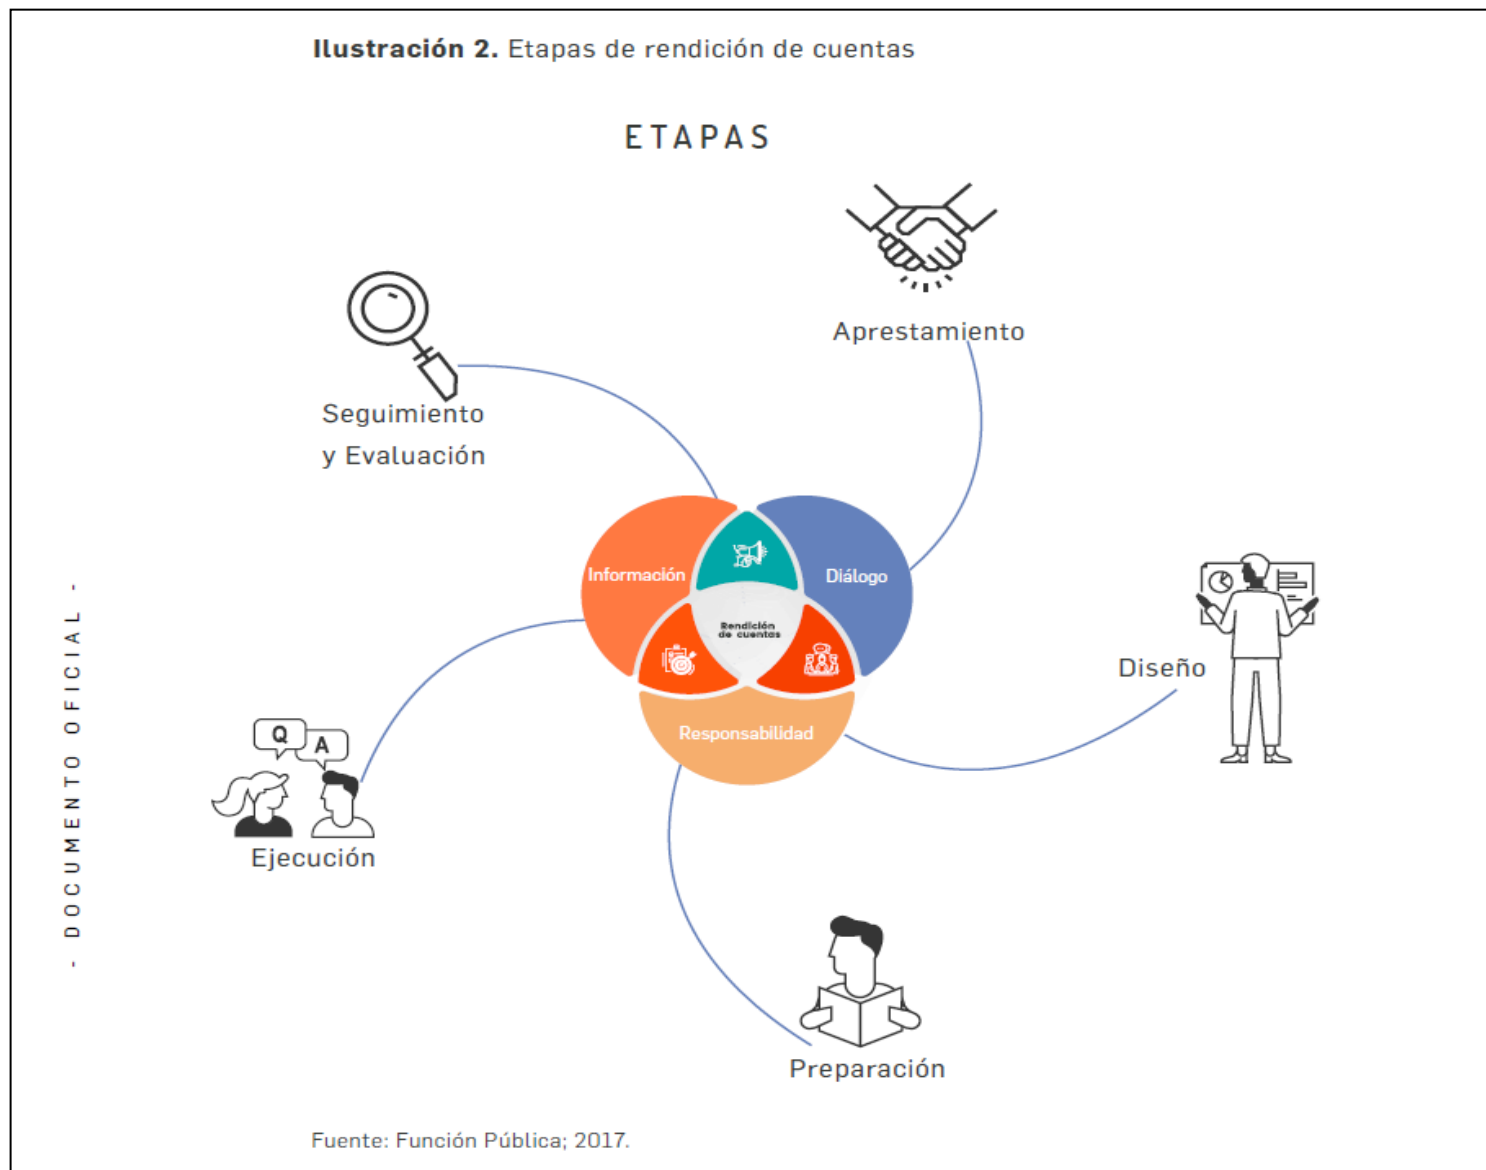 Ilustración 2. Etapas de rendición de cuentas
ETAPAS
Aprestamiento
Seguimiento
y Evaluación
Información
Diálogo
Rendición
de cuentas
Diseño
Responsabilidad
Q
A
Ejecución
Preparación
- DOCUMENTO OFICIAL -
Fuente: Función Pública; 2017.